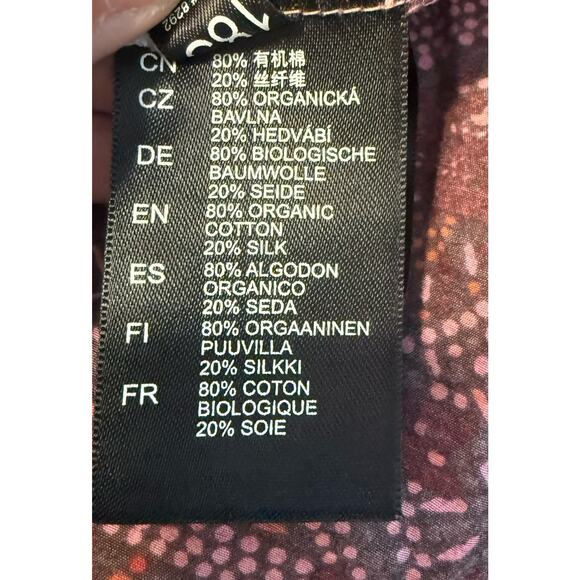 CN 80% 有机棉
20% 丝纤维
CZ 80% ORGANICKÁ
BAVLNA
20% HEDVÁBÍ
DE 80% BIOLOGISCHE
BAUMWOLLE
20% SEIDE
EN 80% ORGANIC
COTTON
20% SILK
ES 80% ALGODON
ORGANICO
20% SEDA
FI 80% ORGAANINEN
PUUVILLA
20% SILKKI
FR 80% COTON
BIOLOGIQUE
20% SOIE